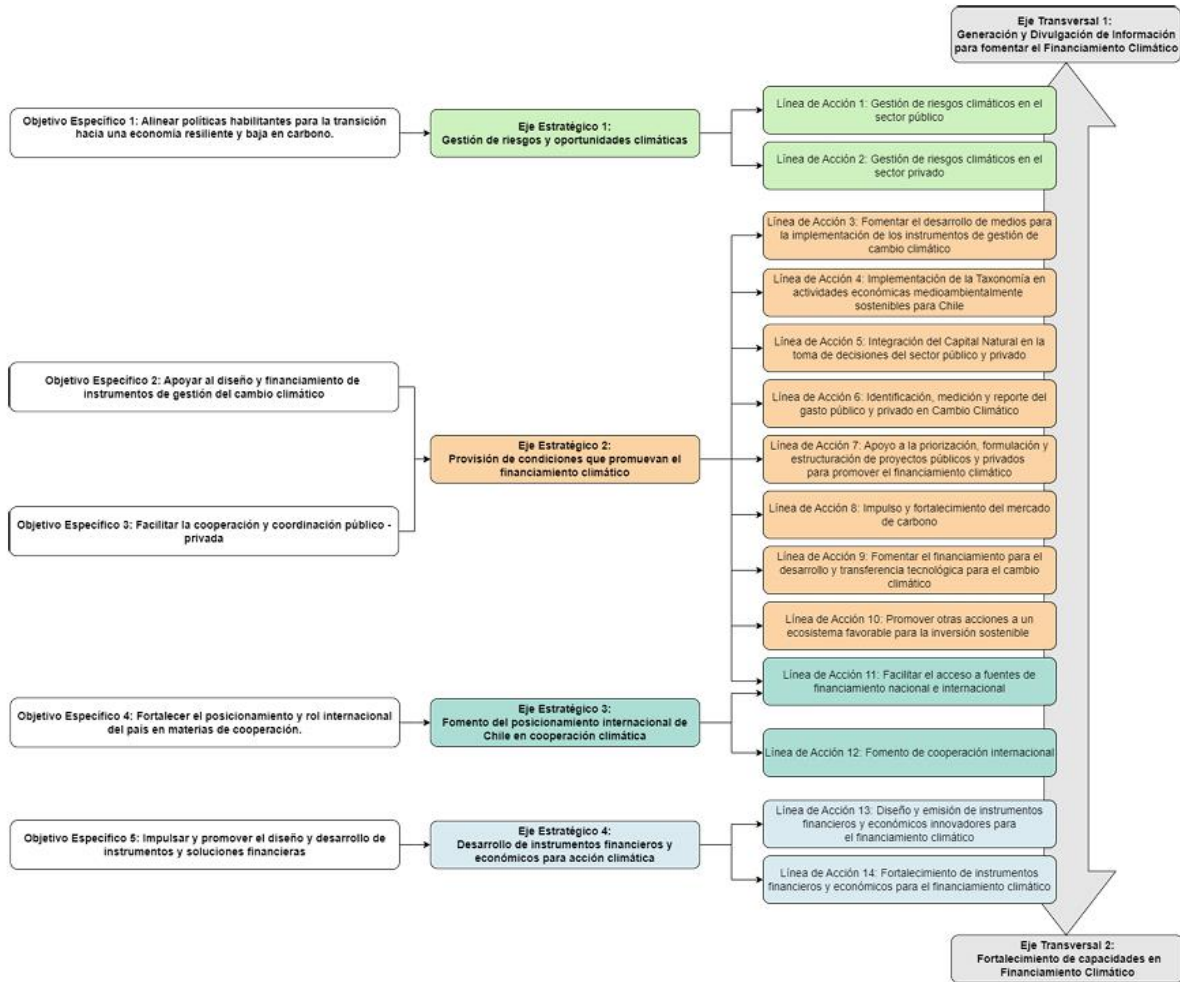 Eje Transversal 1:
Generación y Divulgación de Información
para fomentar el Financiamiento Climático
Objetivo Específico 1: Alinear políticas habilitantes para la transición
hacia una economía resiliente y baja en carbono.
Eje Estratégico 1:
Gestión de riesgos y oportunidades climáticas
Línea de Acción 1: Gestión de riesgos climáticos en el
sector público
Línea de Acción 2: Gestión de riesgos climáticos en el
sector privado
Objetivo Específico 2: Apoyar al diseño y financiamiento de
instrumentos de gestión del cambio climático
Objetivo Específico 3: Facilitar la cooperación y coordinación público -
privada
Eje Estratégico 2:
Provisión de condiciones que promuevan el
financiamiento climático
Línea de Acción 3: Fomentar el desarrollo de medios para
la implementación de los instrumentos de gestión de
cambio climático
Línea de Acción 4: Implementación de la Taxonomía en
actividades económicas medioambientalmente
sostenibles para Chile
Línea de Acción 5: Integración del Capital Natural en la
toma de decisiones del sector público y privado
Línea de Acción 6: Identificación, medición y reporte del
gasto público y privado en Cambio Climático
Línea de Acción 7: Apoyo a la priorización, formulación y
estructuración de proyectos públicos y privados
para promover el financiamiento climático
Línea de Acción 8: Impulso y fortalecimiento del mercado
de carbono
Línea de Acción 9: Fomentar el financiamiento para el
desarrollo y transferencia tecnológica para el cambio
climático
Línea de Acción 10: Promover otras acciones a un
ecosistema favorable para la inversión sostenible
Objetivo Específico 4: Fortalecer el posicionamiento y rol internacional
del país en materias de cooperación.
Eje Estratégico 3:
Fomento del posicionamiento internacional de
Chile en cooperación climática
Línea de Acción 11: Facilitar el acceso a fuentes de
financiamiento nacional e internacional
Línea de Acción 12: Fomento de cooperación internacional
Objetivo Específico 5: Impulsar y promover el diseño y desarrollo de
instrumentos y soluciones financieras
Eje Estratégico 4:
Desarrollo de instrumentos financieros y
económicos para acción climática
Línea de Acción 13: Diseño y emisión de instrumentos
financieros y económicos innovadores para
el financiamiento climático
Línea de Acción 14: Fortalecimiento de instrumentos
financieros y económicos para el financiamiento climático
Eje Transversal 2:
Fortalecimiento de capacidades en
Financiamiento Climático